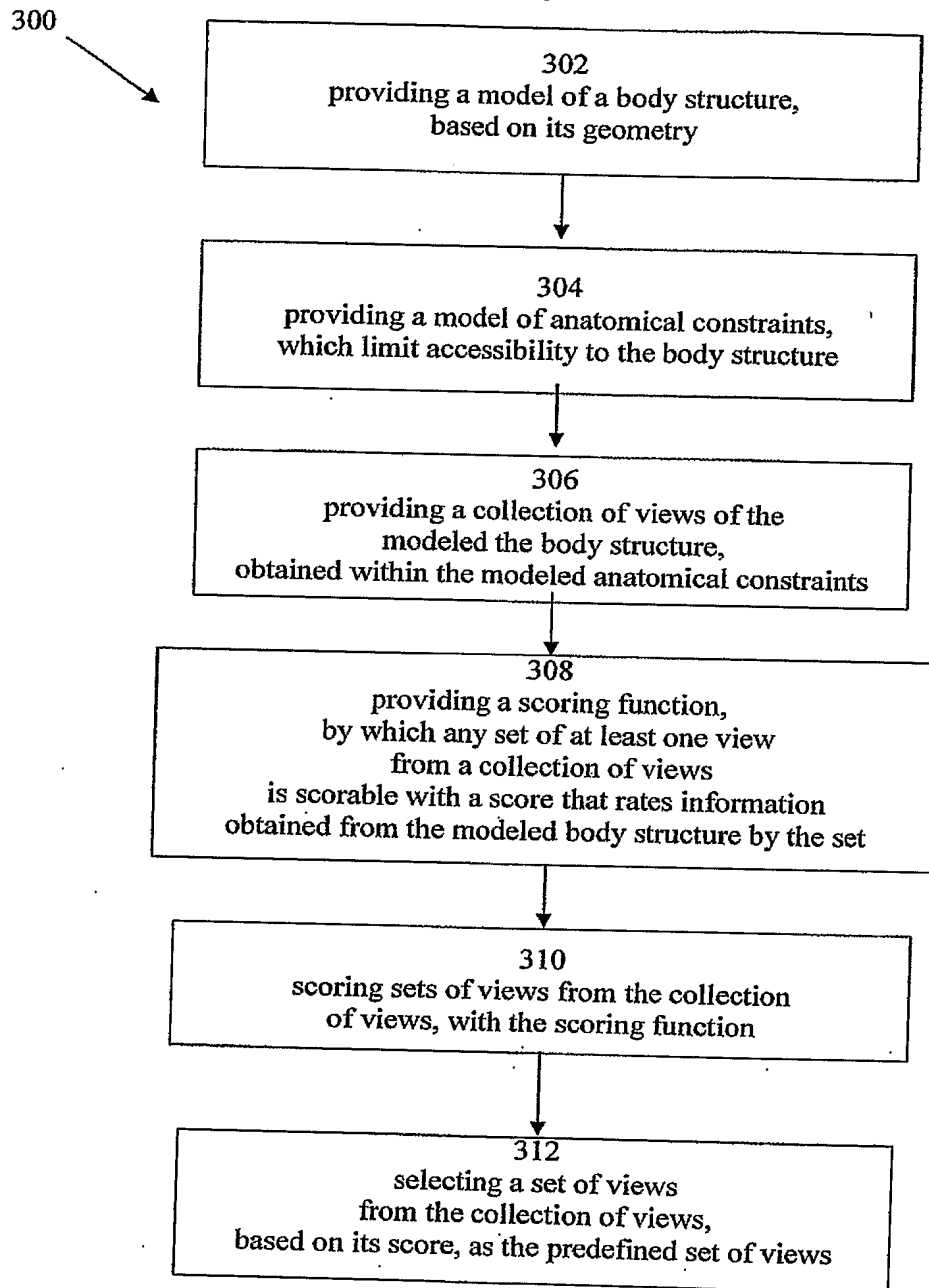 300
302
providing a model of a body structure,
based on its geometry
304
providing a model of anatomical constraints,
which limit accessibility to the body structure
306
providing a collection of views of the
modeled the body structure,
obtained within the modeled anatomical constraints
308
providing a scoring function,
by which any set of at least one view
from a collection of views
is scorable with a score that rates information
obtained from the modeled body structure by the set
310
scoring sets of views from the collection
of views, with the scoring function
312
selecting a set of views
from the collection of views,
based on its score, as the predefined set of views